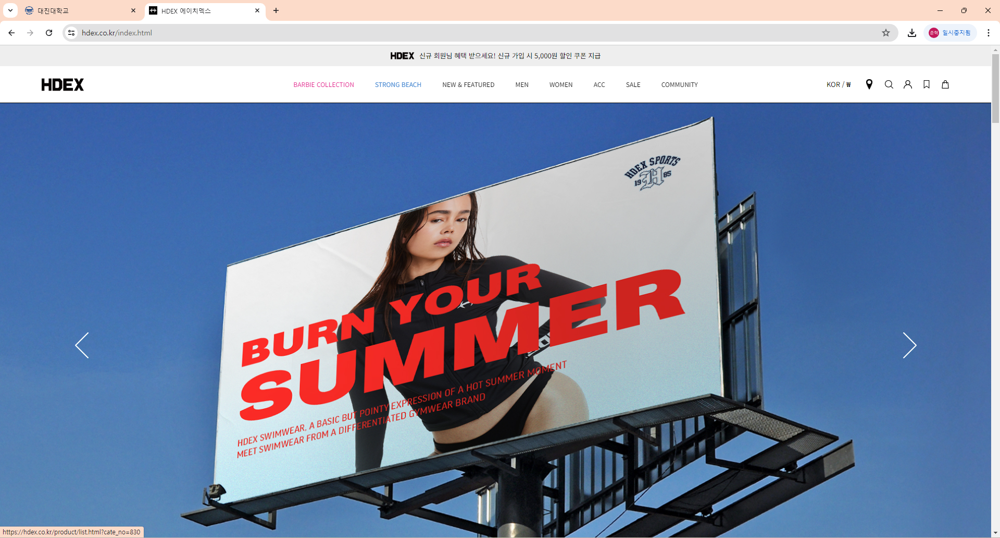 대진대학교
HDEX 에이치덱스
hdex.co.kr/index.html
준혁
일시중지됨
HDEX 신규 회원님 혜택 받으세요! 신규 가입 시 5,000원 할인 쿠폰 지급
HDEX
BARBIE COLLECTION
STRONG BEACH
NEW & FEATURED
MEN
WOMEN
ACC
SALE
COMMUNITY
KOR / ₩
HDEX SPORTS
19 H 85
BURN YOUR
SUMMER
HDEX SWIMWEAR, A BASIC BUT POINTY EXPRESSION OF A HOT SUMMER MOMENT
MEET SWIMWEAR FROM A DIFFERENTIATED GYMWEAR BRAND
https://hdex.co.kr/product/list.html?cate_no=830